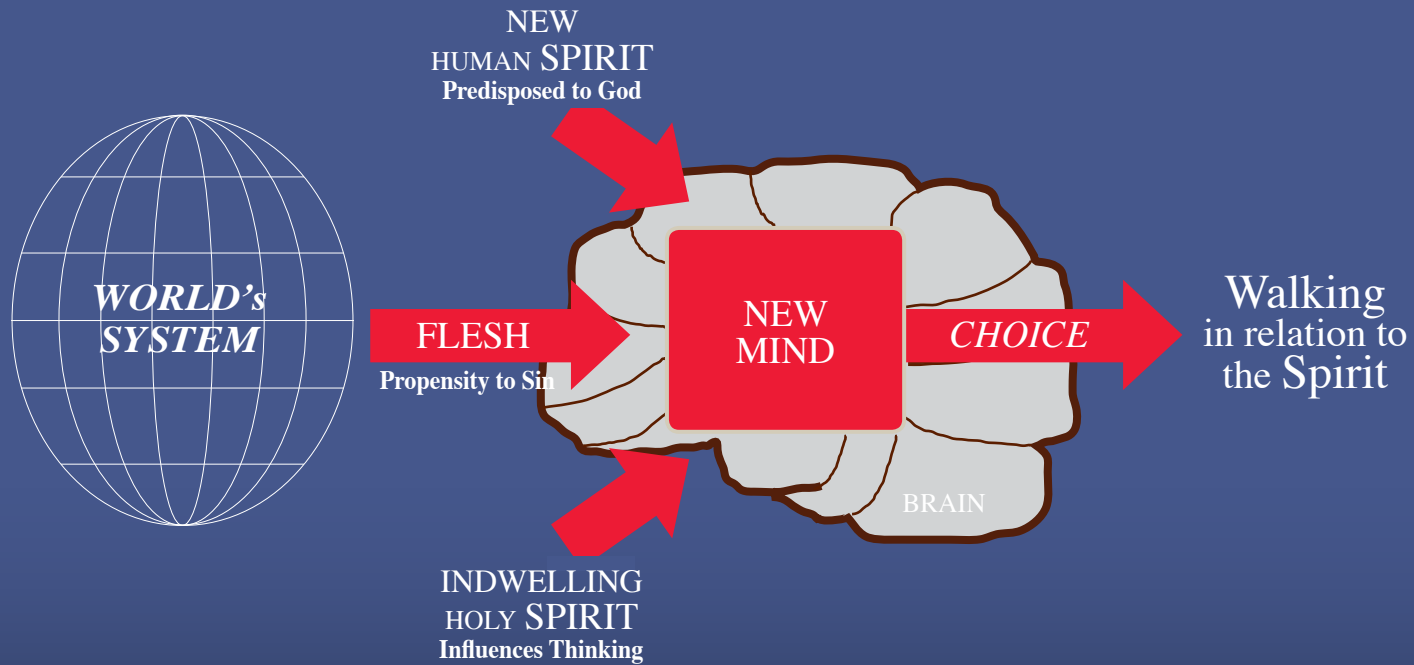 NEW
HUMAN SPIRIT
Predisposed to God
WORLD's
SYSTEM
FLESH
Propensity to Sin
NEW
MIND
CHOICE
Walking
in relation to
the Spirit
BRAIN
INDWELLING
HOLY SPIRIT
Influences Thinking